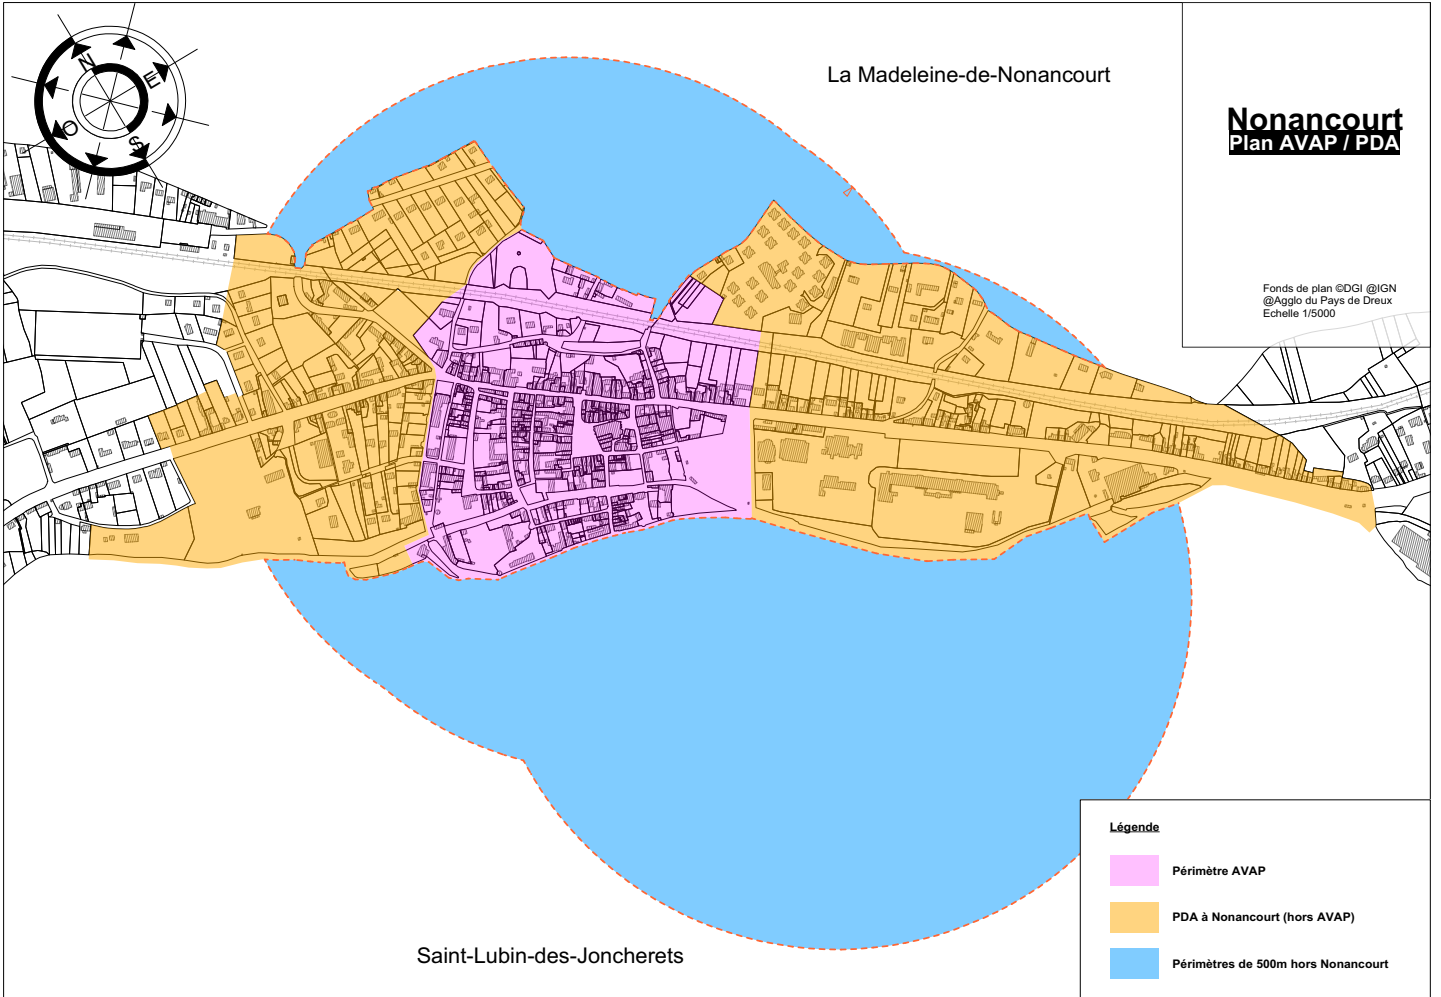 N
E
O
S
La Madeleine-de-Nonancourt
Nonancourt
Plan AVAP / PDA
Fonds de plan ©DGI @IGN
@Agglo du Pays de Dreux
Echelle 1/5000
Saint-Lubin-des-Joncherets
Légende
Périmètre AVAP
PDA à Nonancourt (hors AVAP)
Périmètres de 500m hors Nonancourt